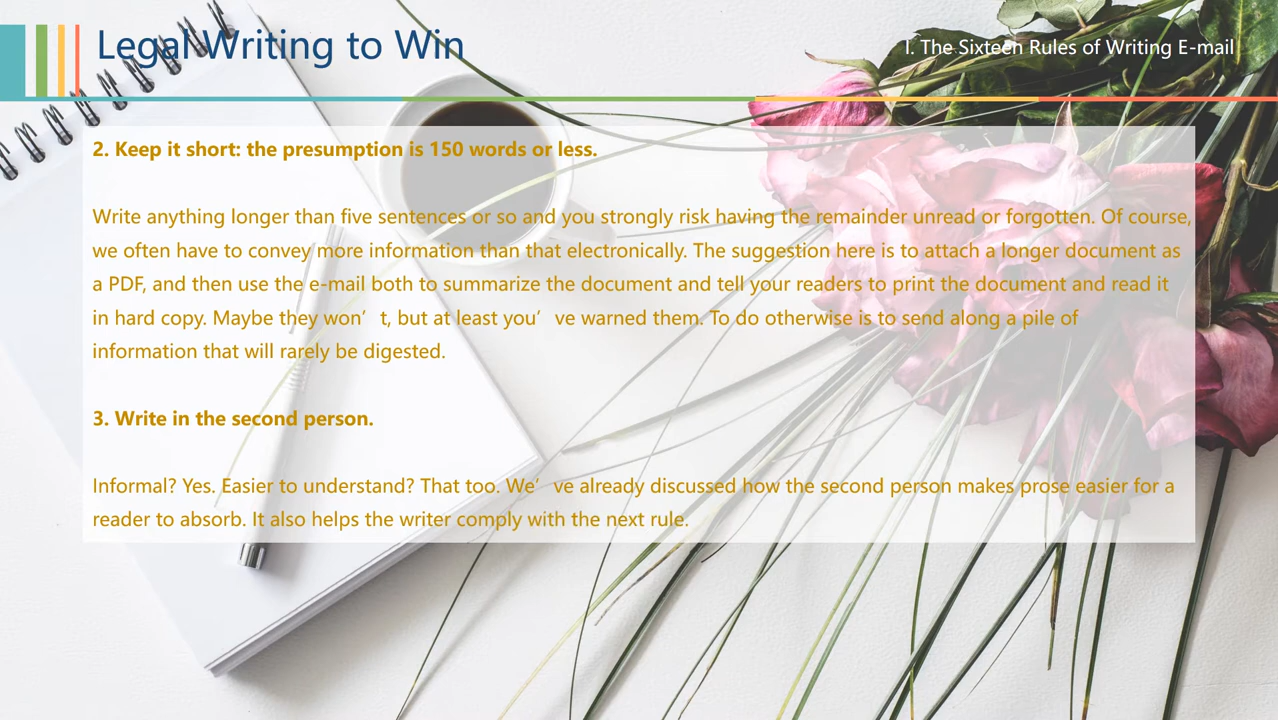 Legal Writing to Win
I. The Sixteen Rules of Writing E-mail
2. Keep it short: the presumption is 150 words or less.
Write anything longer than five sentences or so and you strongly risk having the remainder unread or forgotten. Of course,
we often have to convey more information than that electronically. The suggestion here is to attach a longer document as
a PDF, and then use the e-mail both to summarize the document and tell your readers to print the document and read it
in hard copy. Maybe they won’t, but at least you’ve warned them. To do otherwise is to send along a pile of
information that will rarely be digested.
3. Write in the second person.
Informal? Yes. Easier to understand? That too. We’ve already discussed how the second person makes prose easier for a
reader to absorb. It also helps the writer comply with the next rule.